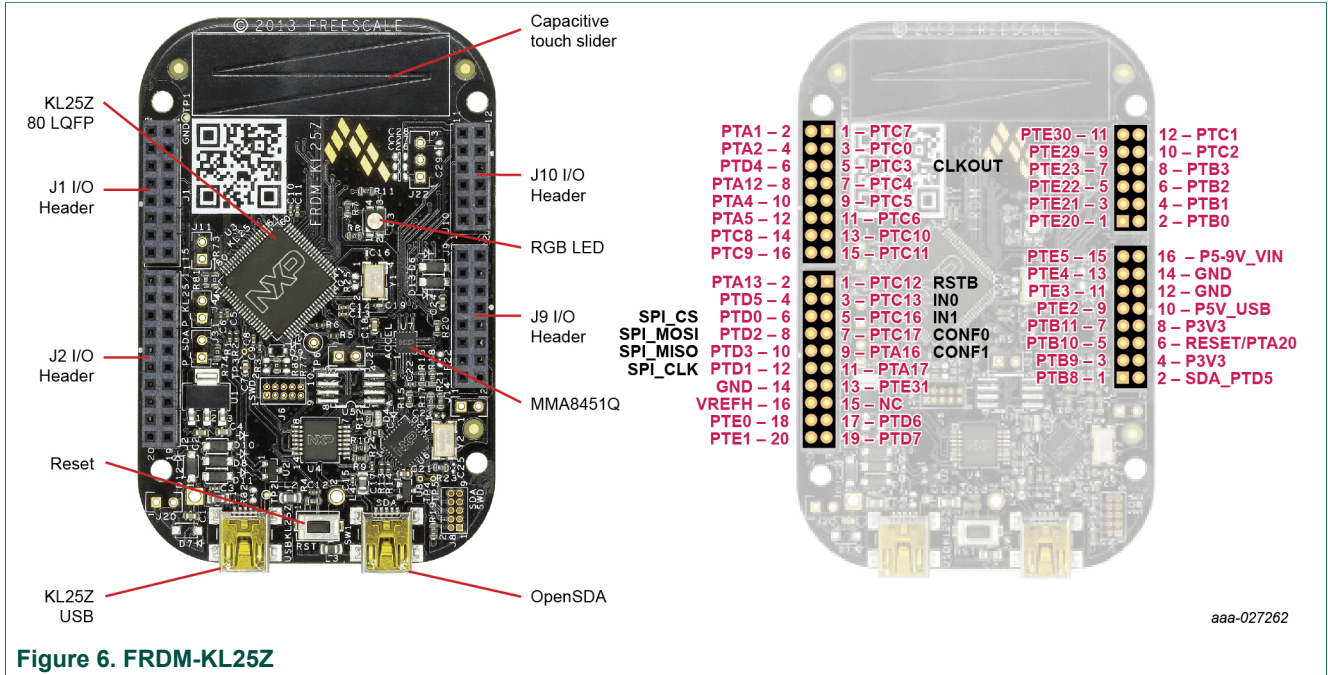 © 2013 FREESCALE
Capacitive
touch slider
KL25Z
80 LQFP
J1 I/O
Header
J10 I/O
Header
RGB LED
J9 I/O
Header
J2 I/O
Header
MMA8451Q
Reset
KL25Z
USB
OpenSDA
FRDM-KL25Z
NXP
NXP
RST
PTA1 – 2
1 – PTC7
PTA2 – 4
3 – PTC0
PTD4 – 6
5 – PTC3
CLKOUT
PTA12 – 8
7 – PTC4
PTA4 – 10
9 – PTC5
PTA5 – 12
11 – PTC6
PTC8 – 14
13 – PTC10
PTC9 – 16
15 – PTC11
PTA13 – 2
1 – PTC12
RSTB
PTD5 – 4
3 – PTC13
IN0
SPI_CS
PTD0 – 6
5 – PTC16
IN1
SPI_MOSI
PTD2 – 8
7 – PTC17
CONF0
SPI_MISO
PTD3 – 10
9 – PTA16
CONF1
SPI_CLK
PTD1 – 12
11 – PTA17
GND – 14
13 – PTE31
VREFH – 16
15 – NC
PTE0 – 18
17 – PTD6
PTE1 – 20
19 – PTD7
PTE30 – 11
12 – PTC1
PTE29 – 9
10 – PTC2
PTE23 – 7
8 – PTB3
PTE22 – 5
6 – PTB2
PTE21 – 3
4 – PTB1
PTE20 – 1
2 – PTB0
PTE5 – 15
16 – P5-9V_VIN
PTE4 – 13
14 – GND
PTE3 – 11
12 – GND
PTE2 – 9
10 – P5V_USB
PTB11 – 7
8 – P3V3
PTB10 – 5
6 – RESET/PTA20
PTB9 – 3
4 – P3V3
PTB8 – 1
2 – SDA_PTD5
aaa-027262
Figure 6. FRDM-KL25Z